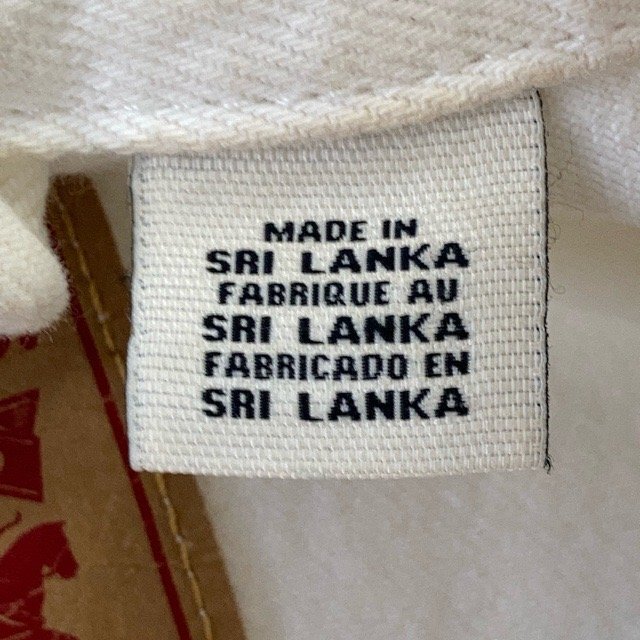 MADE IN
SRI LANKA
FABRIQUE AU
SRI LANKA
FABRICADO EN
SRI LANKA